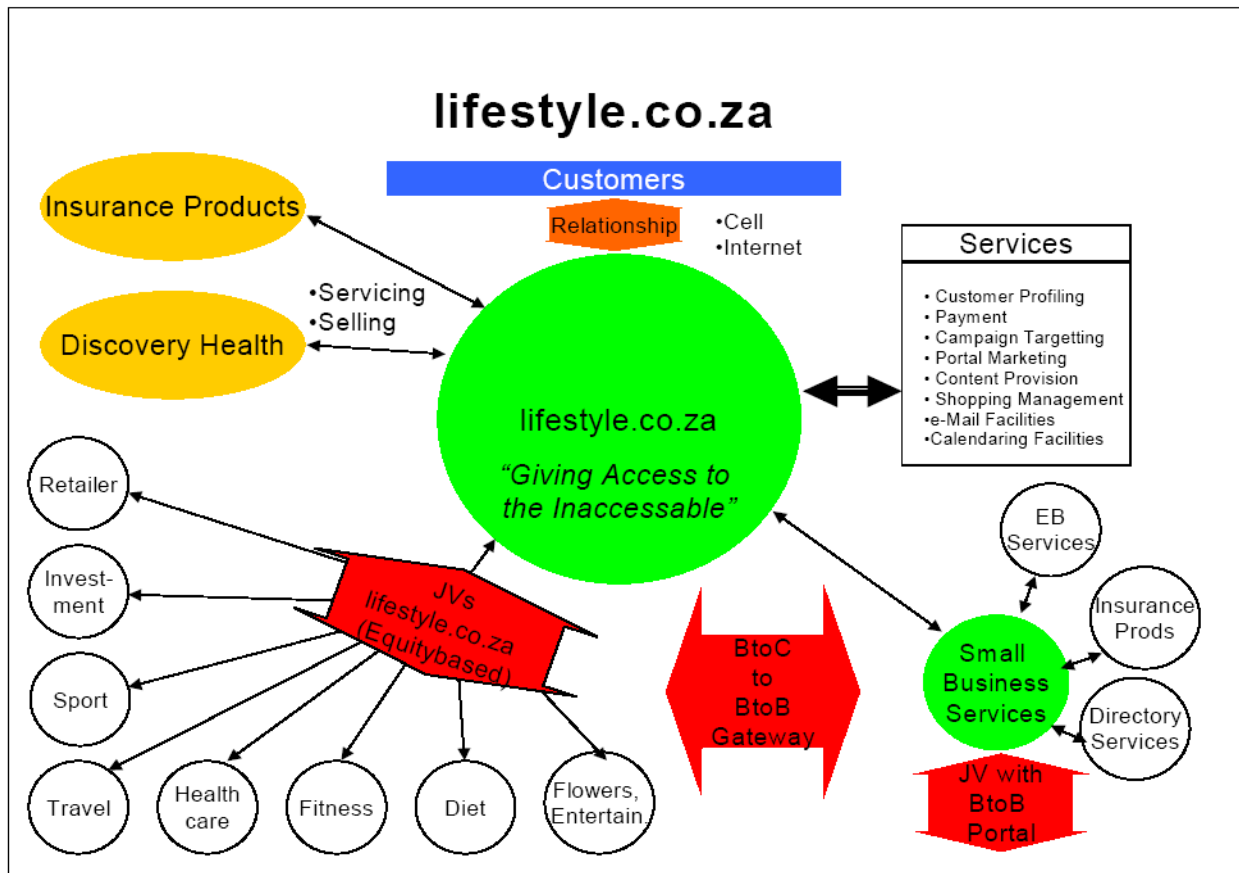 lifestyle.co.za
Customers
Relationship
•Cell
•Internet
Insurance Products
Discovery Health
•Servicing
•Selling
Services
• Customer Profiling
• Payment
• Campaign Targetting
• Portal Marketing
• Content Provision
• Shopping Management
•e-Mail Facilities
•Calendaring Facilities
lifestyle.co.za
“Giving Access to
the Inaccessable”
Retailer
Invest-
ment
Sport
Travel
Health
care
Fitness
Diet
Flowers,
Entertain.
JVs
lifestyle.co.za
(Equitybased)
BtoC
to
BtoB
Gateway
EB
Services
Insurance
Prods
Directory
Services
Small
Business
Services
JV with
BtoB
Portal